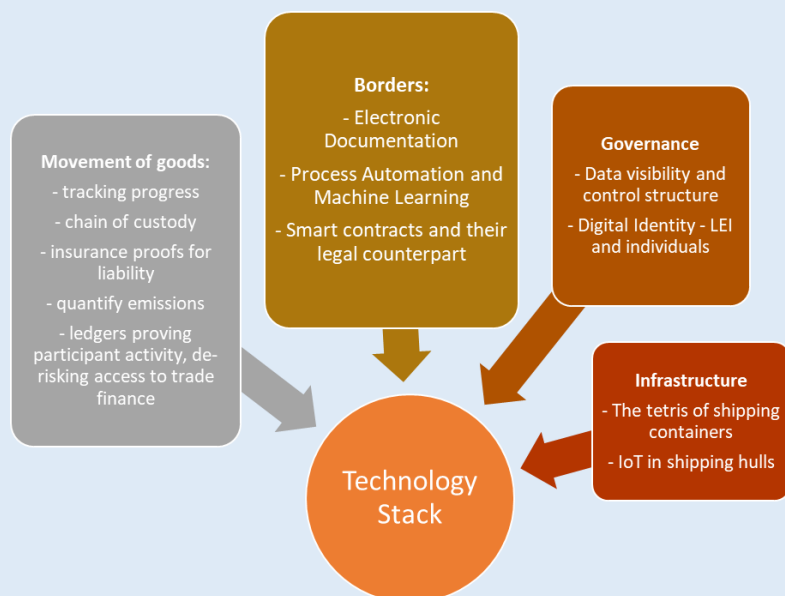 Movement of goods:
- tracking progress
- chain of custody
- insurance proofs for
liability
- quantify emissions
- ledgers proving
participant activity, de-
risking access to trade
finance
Borders:
- Electronic
Documentation
- Process Automation and
Machine Learning
- Smart contracts and their
legal counterpart
Governance
- Data visibility and
control structure
- Digital Identity - LEI
and individuals
Infrastructure
- The tetris of shipping
containers
- IoT in shipping hulls
Technology
Stack